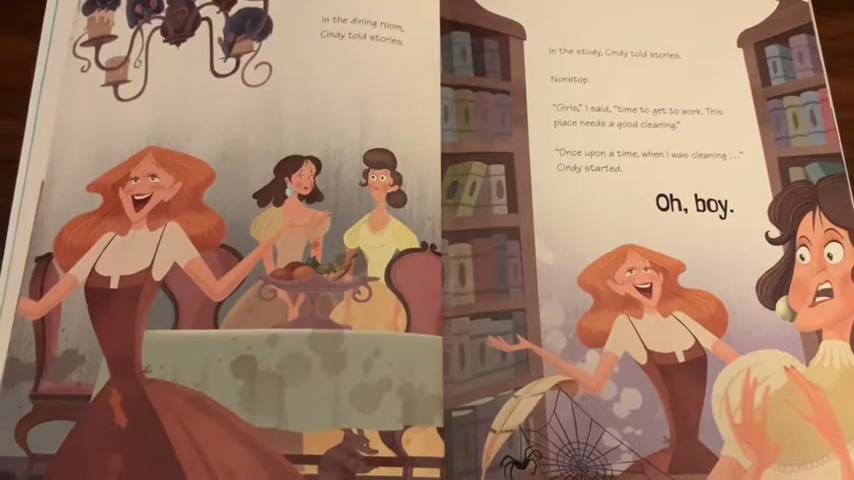 In the dining room,
Cindy told stories.
In the study, Cindy told stories.
Nonstop.
“Girls,” I said, “time to get to work. This
place needs a good cleaning.”
“Once upon a time, when I was cleaning ...”
Cindy started.
Oh, boy.